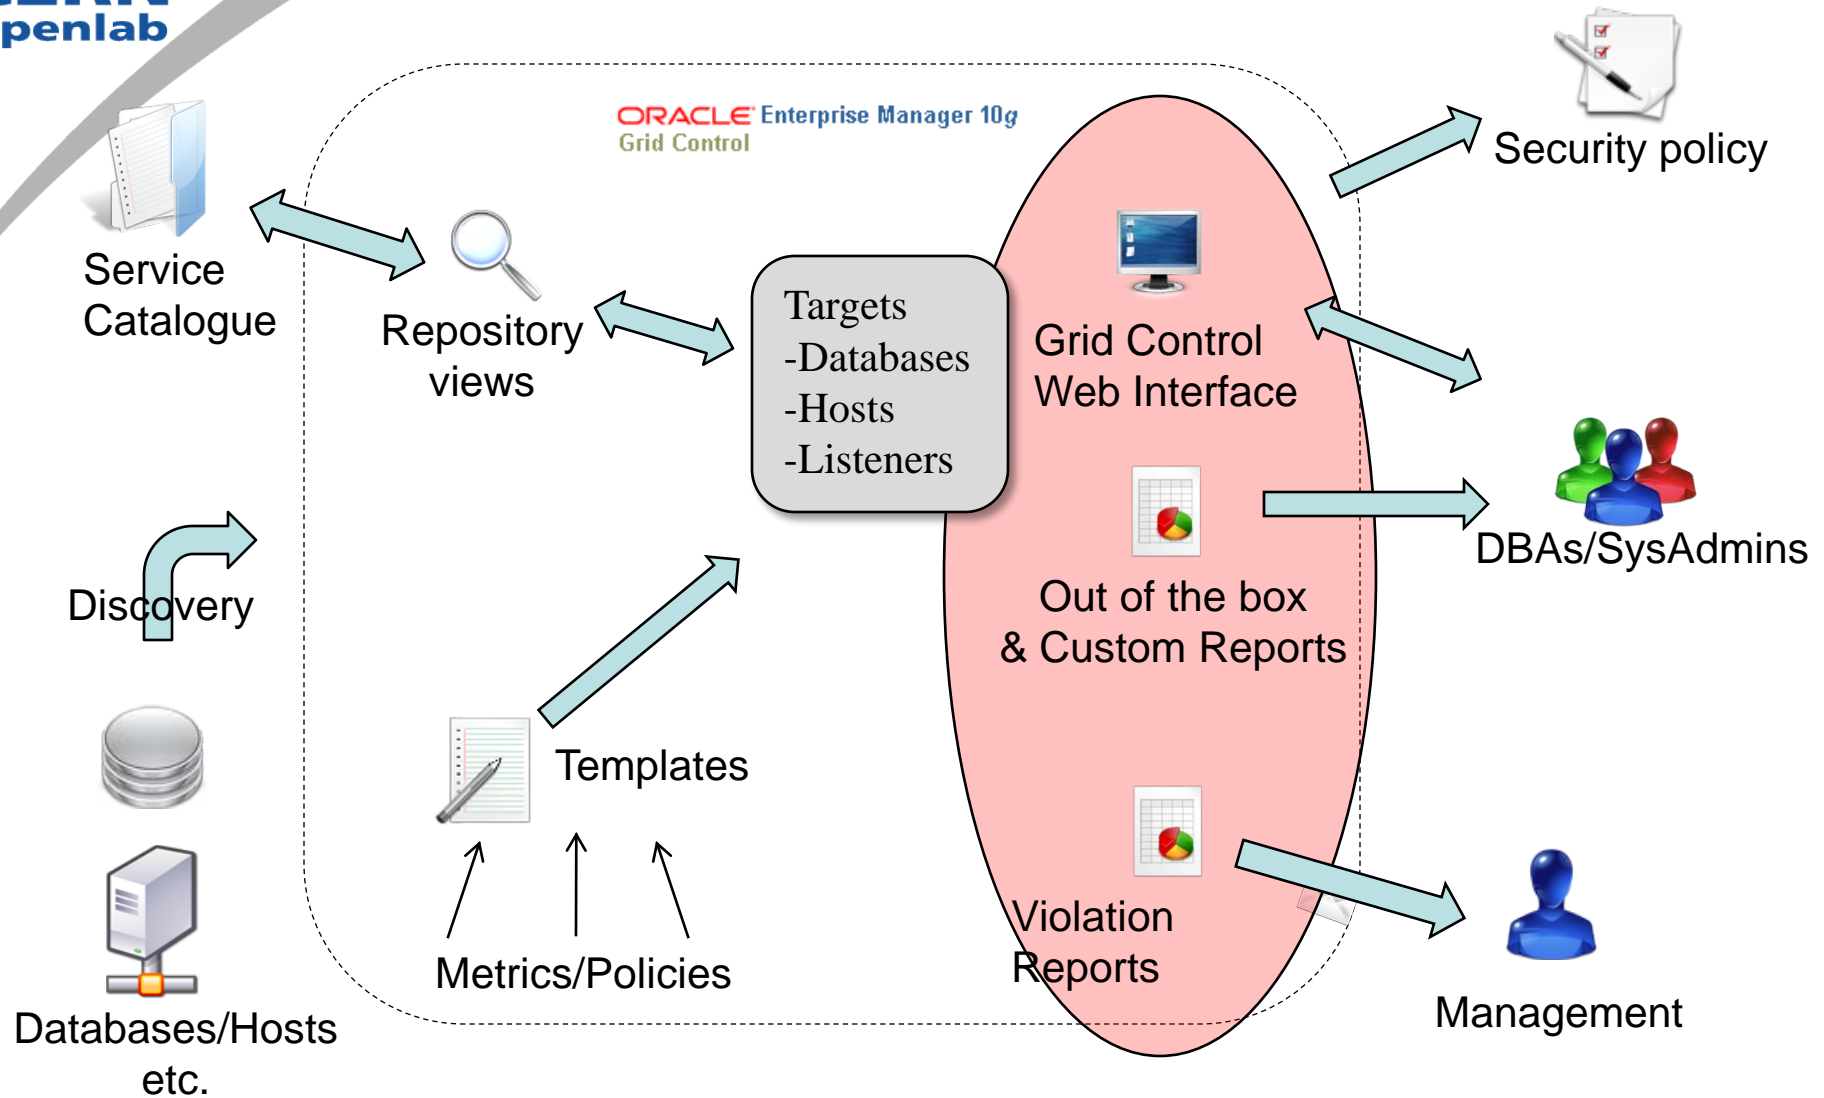 openlab
ORACLE Enterprise Manager 10g
Grid Control
Security policy
Service
Catalogue
Repository
views
Targets
-Databases
-Hosts
-Listeners
Grid Control
Web Interface
DBAs/SysAdmins
Discovery
Out of the box
& Custom Reports
Templates
Violation
Reports
Metrics/Policies
Management
Databases/Hosts
etc.